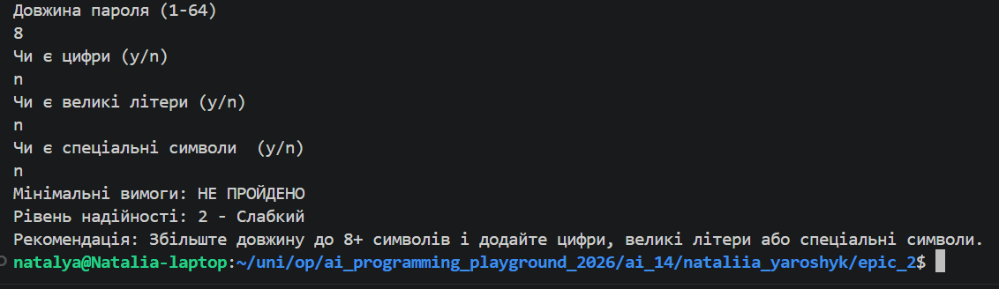 Довжина пароля (1-64)
8
Чи є цифри (y/n)
n
Чи є великі літери (y/n)
n
Чи є спеціальні символи  (y/n)
n
Мінімальні вимоги: НЕ ПРОЙДЕНО
Рівень надійності: 2 - Слабкий
Рекомендація: Збільште довжину до 8+ символів і додайте цифри, великі літери або спеціальні символи.
natalya@Natalia-laptop:~/uni/op/ai_programming_playground_2026/ai_14/nataliia_yaroshyk/epic_2$